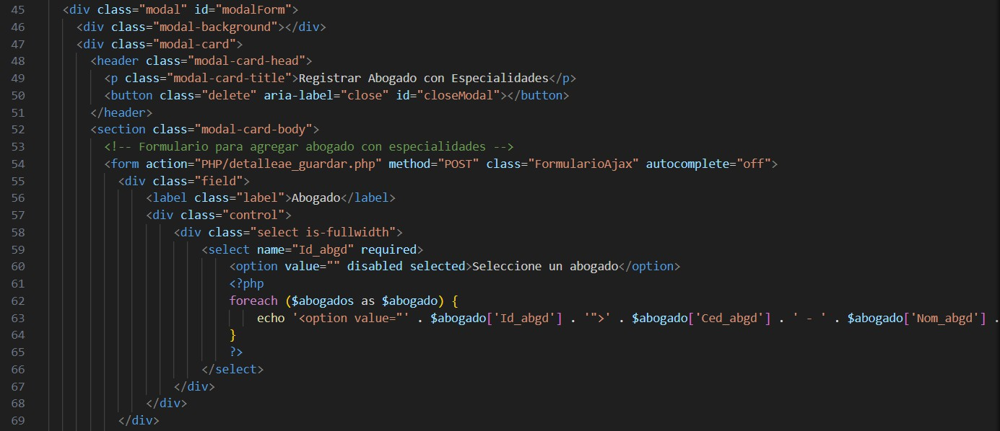 45 <div class="modal" id="modalForm">
46 <div class="modal-background"></div>
47 <div class="modal-card">
48 <header class="modal-card-head">
49 <p class="modal-card-title">Registrar Abogado con Especialidades</p>
50 <button class="delete" aria-label="close" id="closeModal"></button>
51 </header>
52 <section class="modal-card-body">
53 <!-- Formulario para agregar abogado con especialidades -->
54 <form action="PHP/detalleae_guardar.php" method="POST" class="FormularioAjax" autocomplete="off">
55 <div class="field">
56 <label class="label">Abogado</label>
57 <div class="control">
58 <div class="select is-fullwidth">
59 <select name="Id_abgd" required>
60 <option value="" disabled selected>Seleccione un abogado</option>
61 <?php
62 foreach ($abogados as $abogado) {
63 echo '<option value="' . $abogado['Id_abgd'] . '">' . $abogado['Ced_abgd'] . ' - ' . $abogado['Nom_abgd'] .
64 }
65 ?>
66 </select>
67 </div>
68 </div>
69 </div>